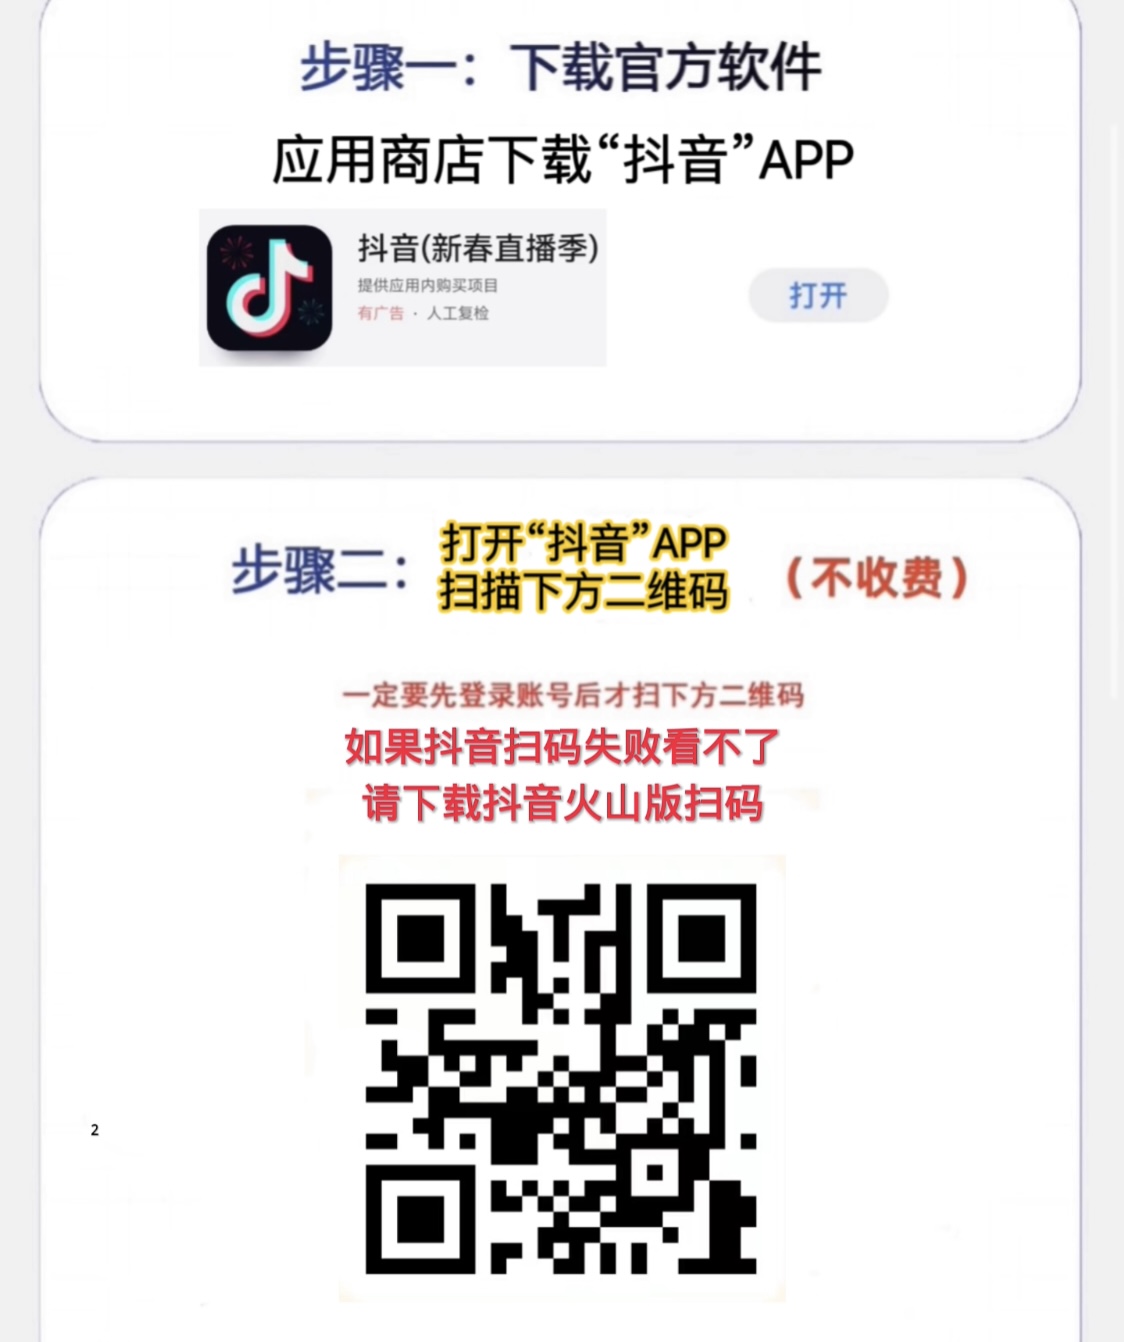 步骤一：下载官方软件
应用商店下载“抖音”APP
抖音(新春直播季)
提供应用内购买项目
有广告 · 人工复检
打开
步骤二：
打开“抖音”APP
扫描下方二维码
（不收费）
一定要先登录账号后才扫下方二维码
如果抖音扫码失败看不了
请下载抖音火山版扫码
2